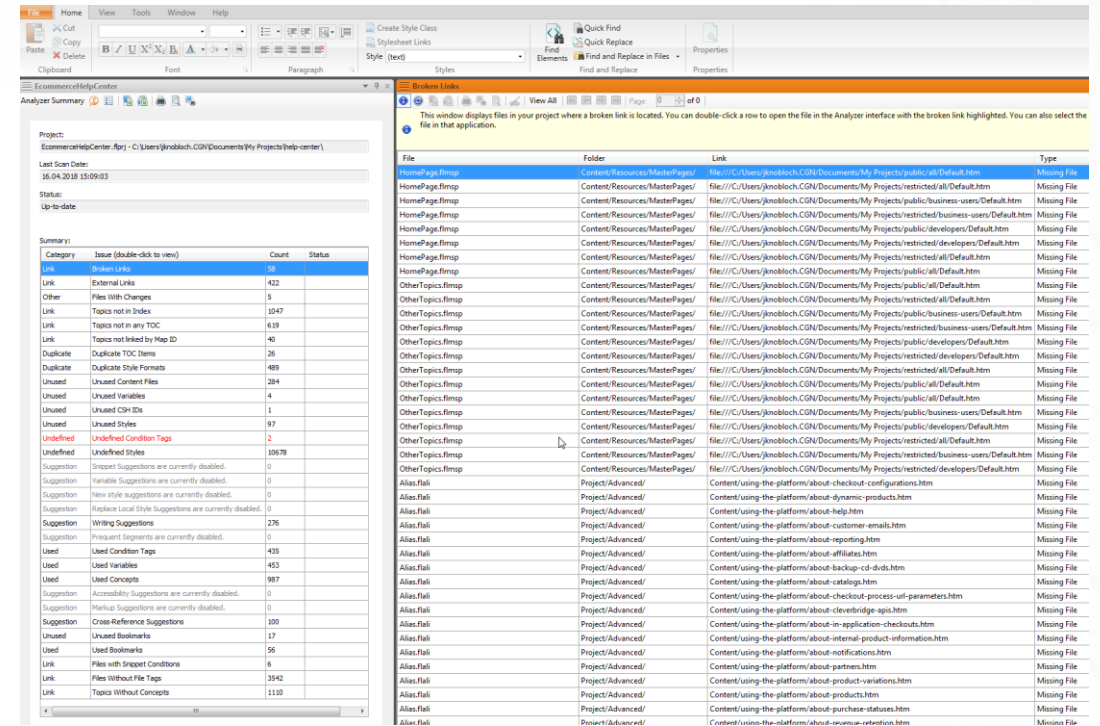 File Home View Tools Window Help
Paste
Cut
Copy
Delete
Clipboard
B I U X² X₂ B A
Font
Paragraph
Create Style Class
Stylesheet Links
Style (text)
Styles
Find Elements
Quick Find
Quick Replace
Find and Replace in Files
Find and Replace
Properties
Properties
EcommerceHelpCenter
Analyzer Summary
Project:
EcommerceHelpCenter.flprj - C:\Users\jknobloch.CGN\Documents\My Projects\help-center\
Last Scan Date:
16.04.2018 15:09:03
Status:
Up-to-date
Summary:
Category Issue (double-click to view) Count Status
Link Broken Links 58
Link External Links 422
Other Files With Changes 5
Link Topics not in Index 1047
Link Topics not in any TOC 619
Link Topics not linked by Map ID 40
Duplicate Duplicate TOC Items 26
Duplicate Duplicate Style Formats 489
Unused Unused Content Files 284
Unused Unused Variables 4
Unused Unused CSH IDs 1
Unused Unused Styles 97
Undefined Undefined Condition Tags 2
Undefined Undefined Styles 10678
Suggestion Snippet Suggestions are currently disabled. 0
Suggestion Variable Suggestions are currently disabled. 0
Suggestion New style suggestions are currently disabled. 0
Suggestion Replace Local Style Suggestions are currently disabled. 0
Suggestion Writing Suggestions 276
Suggestion Frequent Segments are currently disabled. 0
Used Used Condition Tags 435
Used Used Variables 453
Used Used Concepts 987
Suggestion Accessibility Suggestions are currently disabled. 0
Suggestion Markup Suggestions are currently disabled. 0
Suggestion Cross-Reference Suggestions 100
Unused Unused Bookmarks 17
Used Used Bookmarks 56
Link Files with Snippet Conditions 6
Link Files Without File Tags 3542
Link Topics Without Concepts 1110
Broken Links
View All Page: 0 of 0
This window displays files in your project where a broken link is located. You can double-click a row to open the file in the Analyzer interface with the broken link highlighted. You can also select the
file in that application.
File Folder Link Type
HomePage.flmsp Content/Resources/MasterPages/ file:///C:/Users/jknobloch.CGN/Documents/My Projects/public/all/Default.htm Missing File
HomePage.flmsp Content/Resources/MasterPages/ file:///C:/Users/jknobloch.CGN/Documents/My Projects/restricted/all/Default.htm Missing File
HomePage.flmsp Content/Resources/MasterPages/ file:///C:/Users/jknobloch.CGN/Documents/My Projects/public/business-users/Default.htm Missing File
HomePage.flmsp Content/Resources/MasterPages/ file:///C:/Users/jknobloch.CGN/Documents/My Projects/restricted/business-users/Default.htm Missing File
HomePage.flmsp Content/Resources/MasterPages/ file:///C:/Users/jknobloch.CGN/Documents/My Projects/public/developers/Default.htm Missing File
HomePage.flmsp Content/Resources/MasterPages/ file:///C:/Users/jknobloch.CGN/Documents/My Projects/restricted/developers/Default.htm Missing File
HomePage.flmsp Content/Resources/MasterPages/ file:///C:/Users/jknobloch.CGN/Documents/My Projects/restricted/all/Default.htm Missing File
HomePage.flmsp Content/Resources/MasterPages/ file:///C:/Users/jknobloch.CGN/Documents/My Projects/public/all/Default.htm Missing File
OtherTopics.flmsp Content/Resources/MasterPages/ file:///C:/Users/jknobloch.CGN/Documents/My Projects/public/all/Default.htm Missing File
OtherTopics.flmsp Content/Resources/MasterPages/ file:///C:/Users/jknobloch.CGN/Documents/My Projects/restricted/all/Default.htm Missing File
OtherTopics.flmsp Content/Resources/MasterPages/ file:///C:/Users/jknobloch.CGN/Documents/My Projects/public/business-users/Default.htm Missing File
OtherTopics.flmsp Content/Resources/MasterPages/ file:///C:/Users/jknobloch.CGN/Documents/My Projects/restricted/business-users/Default.htm Missing File
OtherTopics.flmsp Content/Resources/MasterPages/ file:///C:/Users/jknobloch.CGN/Documents/My Projects/public/developers/Default.htm Missing File
OtherTopics.flmsp Content/Resources/MasterPages/ file:///C:/Users/jknobloch.CGN/Documents/My Projects/restricted/developers/Default.htm Missing File
OtherTopics.flmsp Content/Resources/MasterPages/ file:///C:/Users/jknobloch.CGN/Documents/My Projects/restricted/all/Default.htm Missing File
OtherTopics.flmsp Content/Resources/MasterPages/ file:///C:/Users/jknobloch.CGN/Documents/My Projects/public/all/Default.htm Missing File
OtherTopics.flmsp Content/Resources/MasterPages/ file:///C:/Users/jknobloch.CGN/Documents/My Projects/public/all/Default.htm Missing File
OtherTopics.flmsp Content/Resources/MasterPages/ file:///C:/Users/jknobloch.CGN/Documents/My Projects/public/business-users/Default.htm Missing File
OtherTopics.flmsp Content/Resources/MasterPages/ file:///C:/Users/jknobloch.CGN/Documents/My Projects/public/developers/Default.htm Missing File
OtherTopics.flmsp Content/Resources/MasterPages/ file:///C:/Users/jknobloch.CGN/Documents/My Projects/restricted/all/Default.htm Missing File
OtherTopics.flmsp Content/Resources/MasterPages/ file:///C:/Users/jknobloch.CGN/Documents/My Projects/restricted/business-users/Default.htm Missing File
OtherTopics.flmsp Content/Resources/MasterPages/ file:///C:/Users/jknobloch.CGN/Documents/My Projects/restricted/developers/Default.htm Missing File
Alias.flali Project/Advanced/ Content/using-the-platform/about-checkout-configurations.htm Missing File
Alias.flali Project/Advanced/ Content/using-the-platform/about-dynamic-products.htm Missing File
Alias.flali Project/Advanced/ Content/using-the-platform/about-help.htm Missing File
Alias.flali Project/Advanced/ Content/using-the-platform/about-customer-emails.htm Missing File
Alias.flali Project/Advanced/ Content/using-the-platform/about-reporting.htm Missing File
Alias.flali Project/Advanced/ Content/using-the-platform/about-affiliates.htm Missing File
Alias.flali Project/Advanced/ Content/using-the-platform/about-backup-cd-dvds.htm Missing File
Alias.flali Project/Advanced/ Content/using-the-platform/about-catalogs.htm Missing File
Alias.flali Project/Advanced/ Content/using-the-platform/about-checkout-process-url-parameters.htm Missing File
Alias.flali Project/Advanced/ Content/using-the-platform/about-cleverbridge-apis.htm Missing File
Alias.flali Project/Advanced/ Content/using-the-platform/about-in-application-checkouts.htm Missing File
Alias.flali Project/Advanced/ Content/using-the-platform/about-internal-product-information.htm Missing File
Alias.flali Project/Advanced/ Content/using-the-platform/about-notifications.htm Missing File
Alias.flali Project/Advanced/ Content/using-the-platform/about-partners.htm Missing File
Alias.flali Project/Advanced/ Content/using-the-platform/about-product-variations.htm Missing File
Alias.flali Project/Advanced/ Content/using-the-platform/about-products.htm Missing File
Alias.flali Project/Advanced/ Content/using-the-platform/about-purchase-statuses.htm Missing File
Alias.flali Project/Advanced/ Content/using-the-platform/about-revenue-retention.htm Missing File